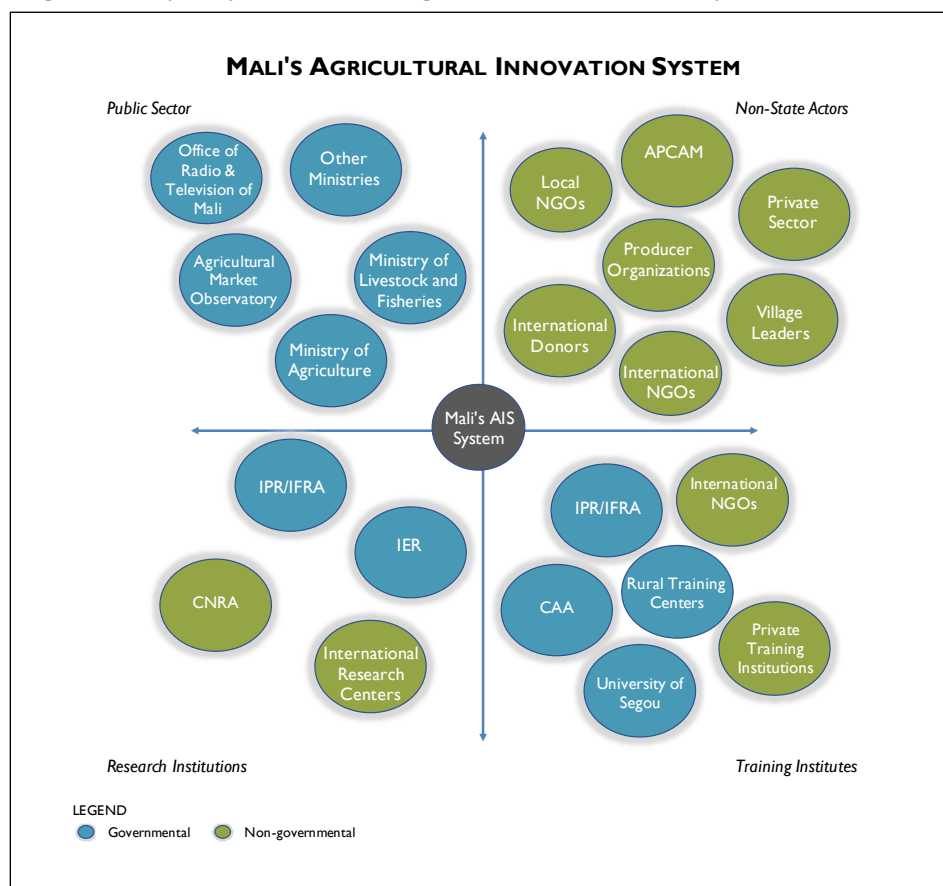 MALI'S AGRICULTURAL INNOVATION SYSTEM
Public Sector
Non-State Actors
Office of
Radio &
Television of
Mali
Other
Ministries
Agricultural
Market
Observatory
Ministry of
Livestock and
Fisheries
Ministry of
Agriculture
Local
NGOs
APCAM
Private
Sector
Producer
Organizations
International
Donors
Village
Leaders
International
NGOs
Mali's AIS
System
IPR/IFRA
IER
CNRA
International
Research
Centers
IPR/IFRA
International
NGOs
CAA
Rural Training
Centers
University of
Segou
Private
Training
Institutions
Research Institutions
Training Institutes
LEGEND
Governmental
Non-governmental